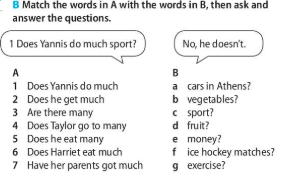 B Match the words in A with the words in B, then ask and
answer the questions.
1 Does Yannis do much sport?
No, he doesn't.
A
1 Does Yannis do much
2 Does he get much
3 Are there many
4 Does Taylor go to many
5 Does he eat many
6 Does Harriet eat much
7 Have her parents got much
B
a cars in Athens?
b vegetables?
c sport?
d fruit?
e money?
f ice hockey matches?
g exercise?